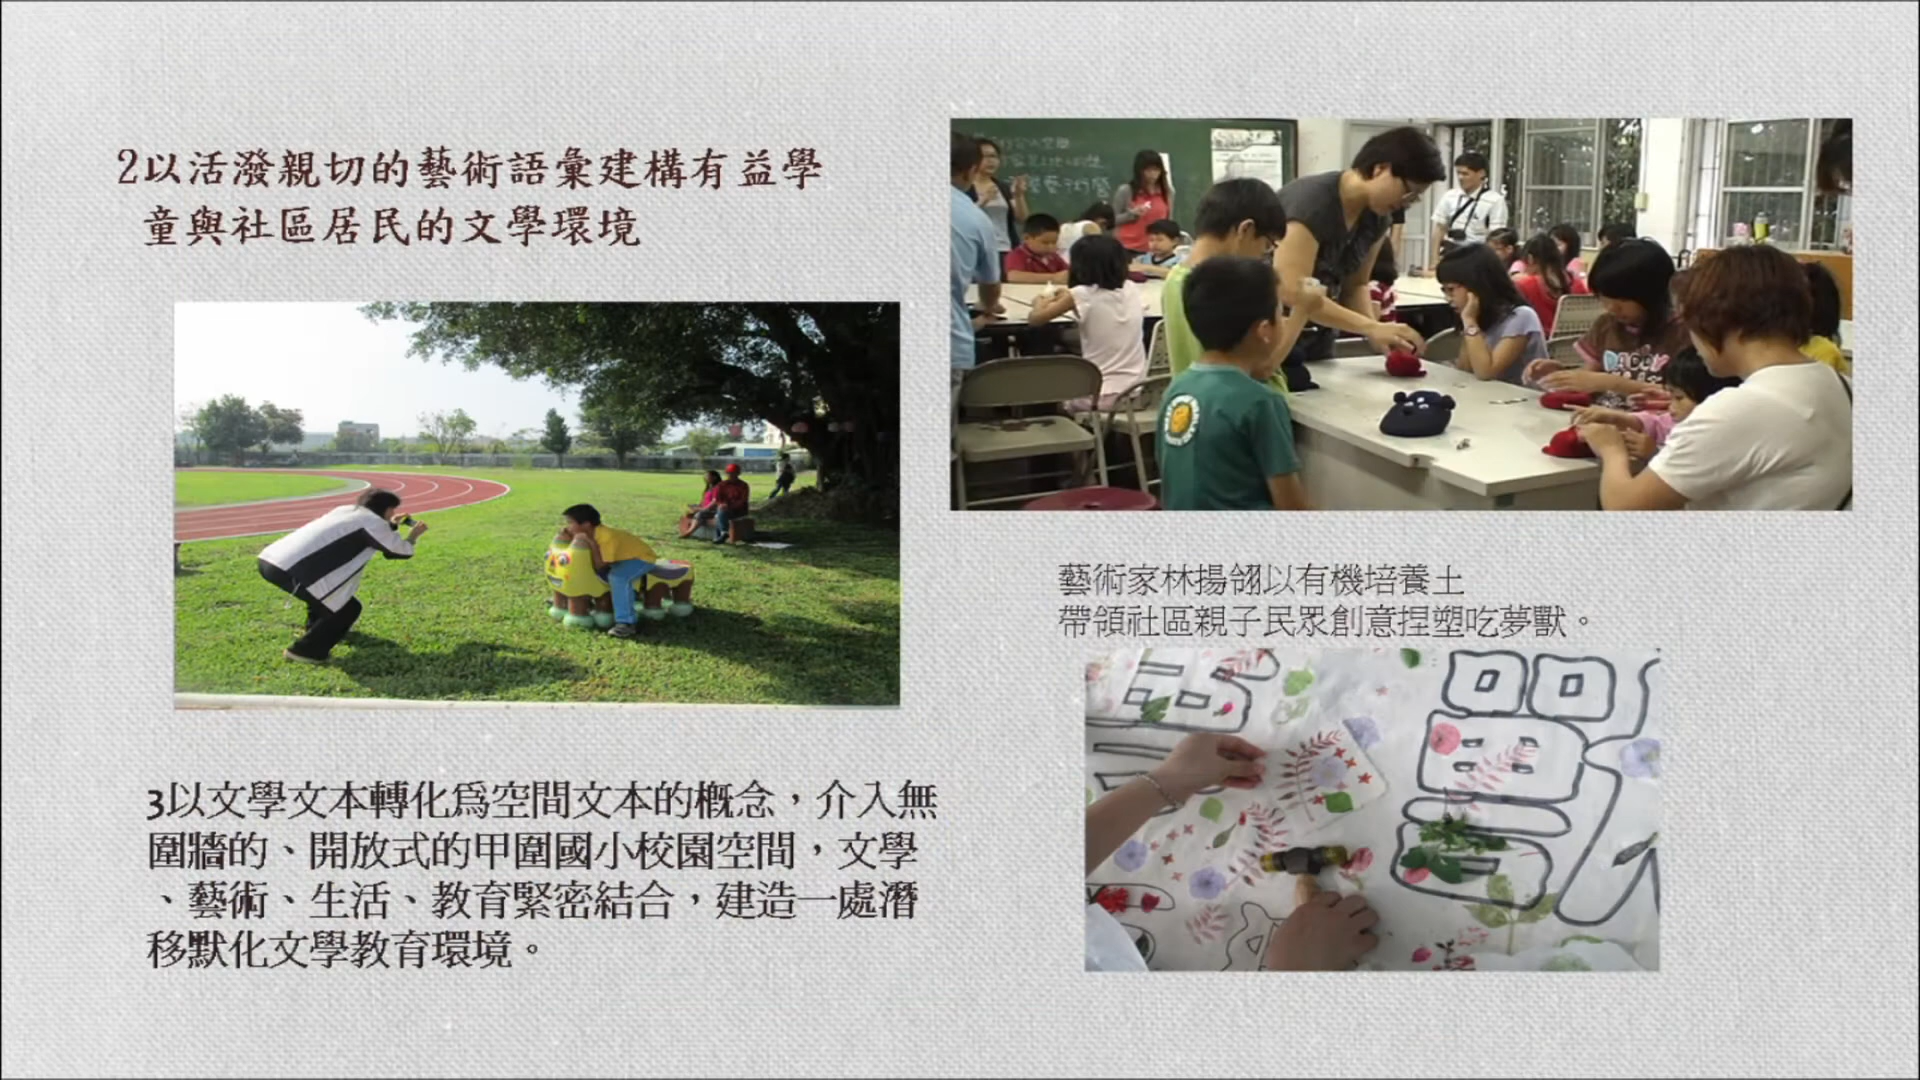 2以活潑親切的藝術語彙建構有益學
童與社區居民的文學環境
藝術家林揚翎以有機培養土
帶領社區親子民眾創意捏塑吃夢獸。
3以文學文本轉化為空間文本的概念，介入無
圍牆的、開放式的甲圍國小校園空間，文學
、藝術、生活、教育緊密結合，建造一處潛
移默化文學教育環境。